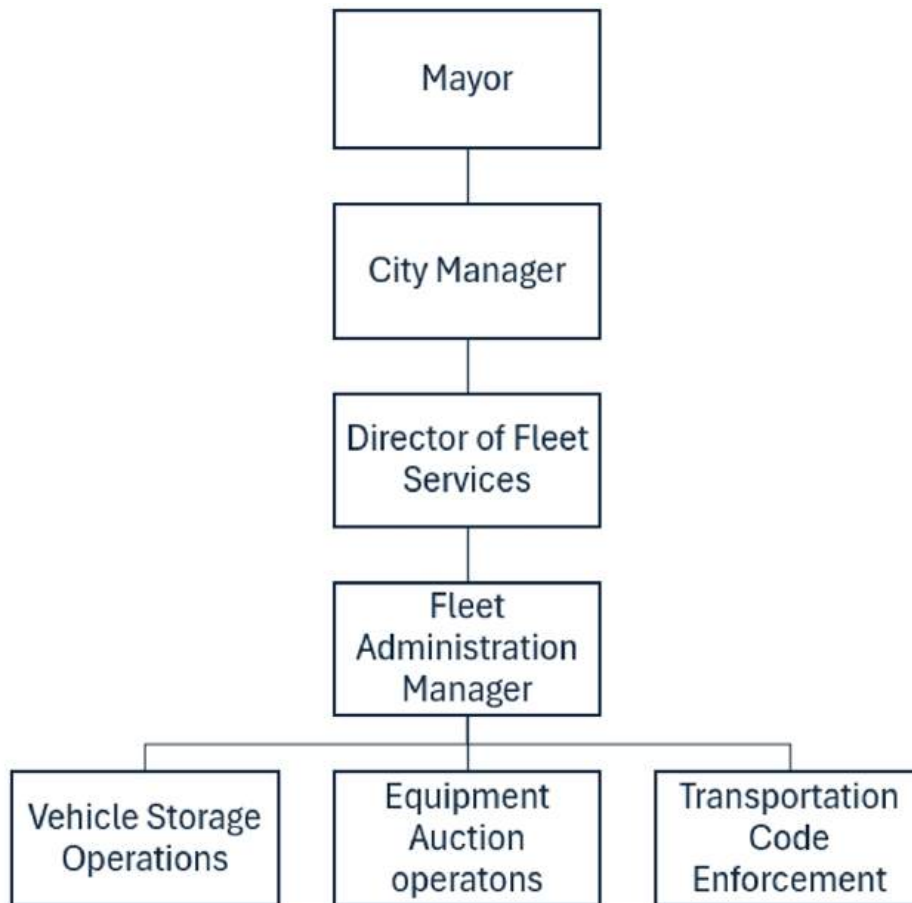 Mayor
City Manager
Director of Fleet
Services
Fleet
Administration
Manager
Vehicle Storage
Operations
Equipment
Auction
operatons
Transportation
Code
Enforcement